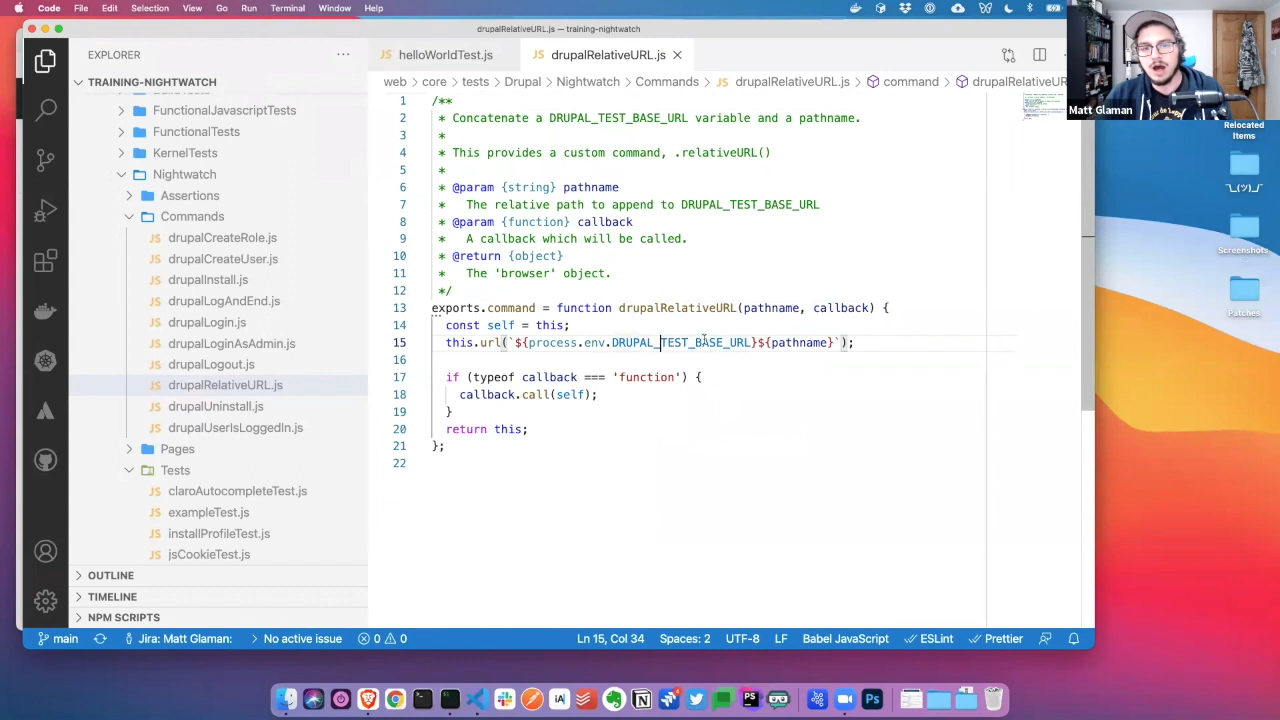 Code File Edit Selection View Go Run Terminal Window Help
drupalRelativeURL.js — training-nightwatch
EXPLORER
helloWorldTest.js
drupalRelativeURL.js
TRAINING-NIGHTWATCH
web › core › tests › Drupal › Nightwatch › Commands › drupalRelativeURL.js › command › drupalRelativeURL
FunctionalJavascriptTests
FunctionalTests
KernelTests
Nightwatch
Assertions
Commands
drupalCreateRole.js
drupalCreateUser.js
drupalInstall.js
drupalLogAndEnd.js
drupalLogin.js
drupalLoginAsAdmin.js
drupalLogout.js
drupalRelativeURL.js
drupalUninstall.js
drupalUserIsLoggedIn.js
Pages
Tests
claroAutocompleteTest.js
exampleTest.js
installProfileTest.js
jsCookieTest.js
OUTLINE
TIMELINE
NPM SCRIPTS
1 /**
2 * Concatenate a DRUPAL_TEST_BASE_URL variable and a pathname.
3 *
4 * This provides a custom command, .relativeURL()
5 *
6 * @param {string} pathname
7 *   The relative path to append to DRUPAL_TEST_BASE_URL
8 * @param {function} callback
9 *   A callback which will be called.
10 * @return {object}
11 *   The 'browser' object.
12 */
13 exports.command = function drupalRelativeURL(pathname, callback) {
14   const self = this;
15   this.url(`${process.env.DRUPAL_TEST_BASE_URL}${pathname}`);
16
17   if (typeof callback === 'function') {
18     callback.call(self);
19   }
20   return this;
21 };
22
Matt Glaman
Relocated
Items
¯\_(ツ)_/¯
Screenshots
Patches
main Jira: Matt Glaman: No active issue 0 0 Ln 15, Col 34 Spaces: 2 UTF-8 LF Babel JavaScript ESLint Prettier
iA
PS
Ps